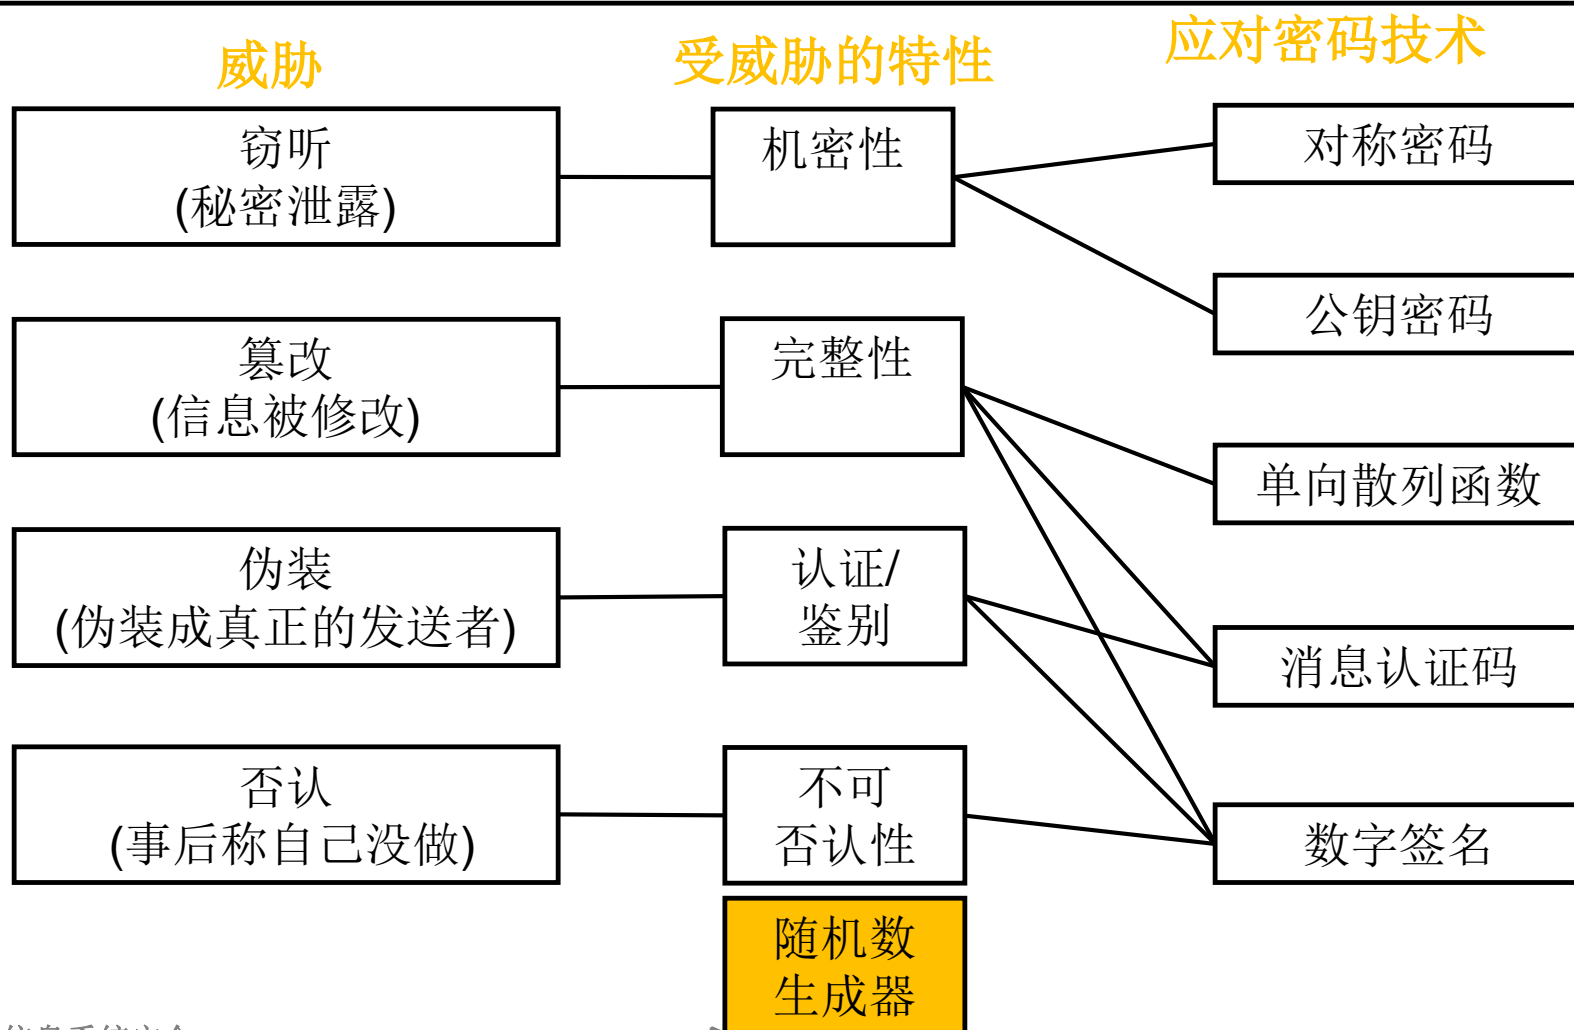 威胁
受威胁的特性
应对密码技术
窃听
(秘密泄露)
机密性
对称密码
公钥密码
篡改
(信息被修改)
完整性
单向散列函数
伪装
(伪装成真正的发送者)
认证/
鉴别
消息认证码
否认
(事后称自己没做)
不可
否认性
数字签名
随机数
生成器